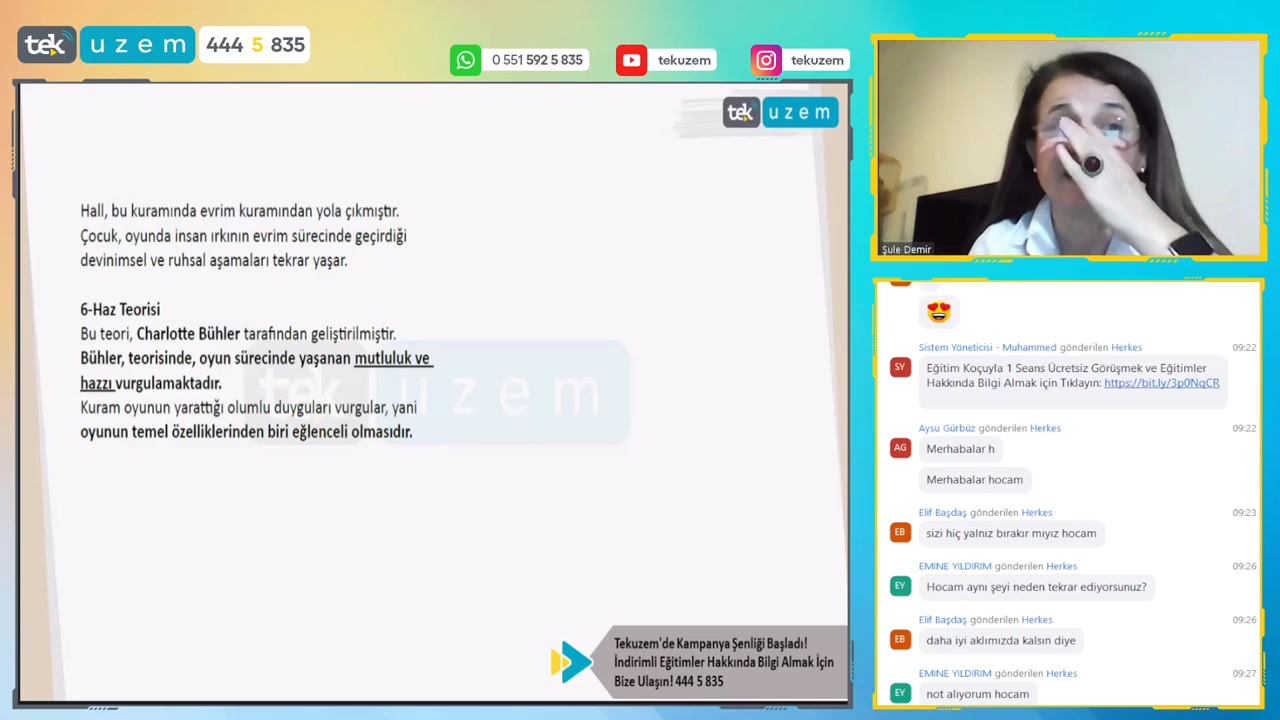 tek uzem 444 5 835
0 551 592 5 835
tekuzem
tekuzem
tek uzem
Hall, bu kuramında evrim kuramından yola çıkmıştır.
Çocuk, oyunda insan ırkının evrim sürecinde geçirdiği
devinimsel ve ruhsal aşamaları tekrar yaşar.
6-Haz Teorisi
Bu teori, Charlotte Bühler tarafından geliştirilmiştir.
Bühler, teorisinde, oyun sürecinde yaşanan mutluluk ve
hazzı vurgulamaktadır.
Kuram oyunun yarattığı olumlu duyguları vurgular, yani
oyunun temel özelliklerinden biri eğlenceli olmasıdır.
tek uzem
Tekuzem'de Kampanya Şenliği Başladı!
İndirimli Eğitimler Hakkında Bilgi Almak İçin
Bize Ulaşın! 444 5 835
Şule Demir
Sistem Yöneticisi - Muhammed gönderilen Herkes 09:22
SY
Eğitim Koçuyla 1 Seans Ücretsiz Görüşmek ve Eğitimler
Hakkında Bilgi Almak için Tıklayın: https://bit.ly/3p0NqCR
Aysu Gürbüz gönderilen Herkes 09:22
AG Merhabalar h
Merhabalar hocam
Elif Başdaş gönderilen Herkes 09:23
EB sizi hiç yalnız bırakır mıyız hocam
EMİNE YILDIRIM gönderilen Herkes 09:26
EY Hocam aynı şeyi neden tekrar ediyorsunuz?
Elif Başdaş gönderilen Herkes 09:26
EB daha iyi aklımızda kalsın diye
EMİNE YILDIRIM gönderilen Herkes 09:27
EY not alıyorum hocam